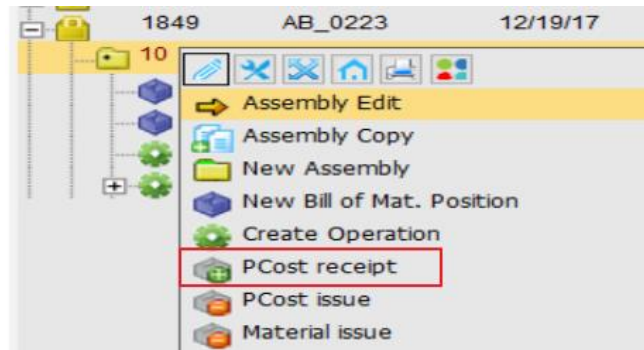 1849 AB_0223 12/19/17
10
Assembly Edit
Assembly Copy
New Assembly
New Bill of Mat. Position
Create Operation
PCost receipt
PCost issue
Material issue